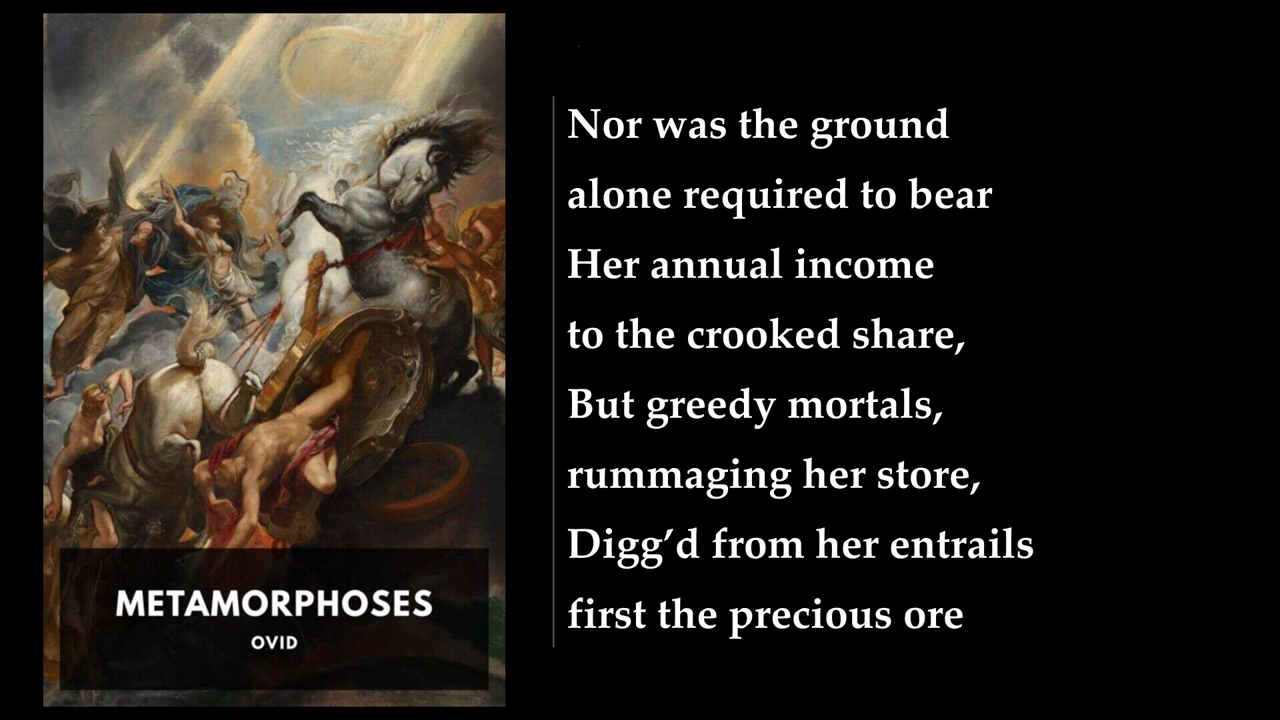 METAMORPHOSES
OVID
Nor was the ground
alone required to bear
Her annual income
to the crooked share,
But greedy mortals,
rummaging her store,
Digg’d from her entrails
first the precious ore